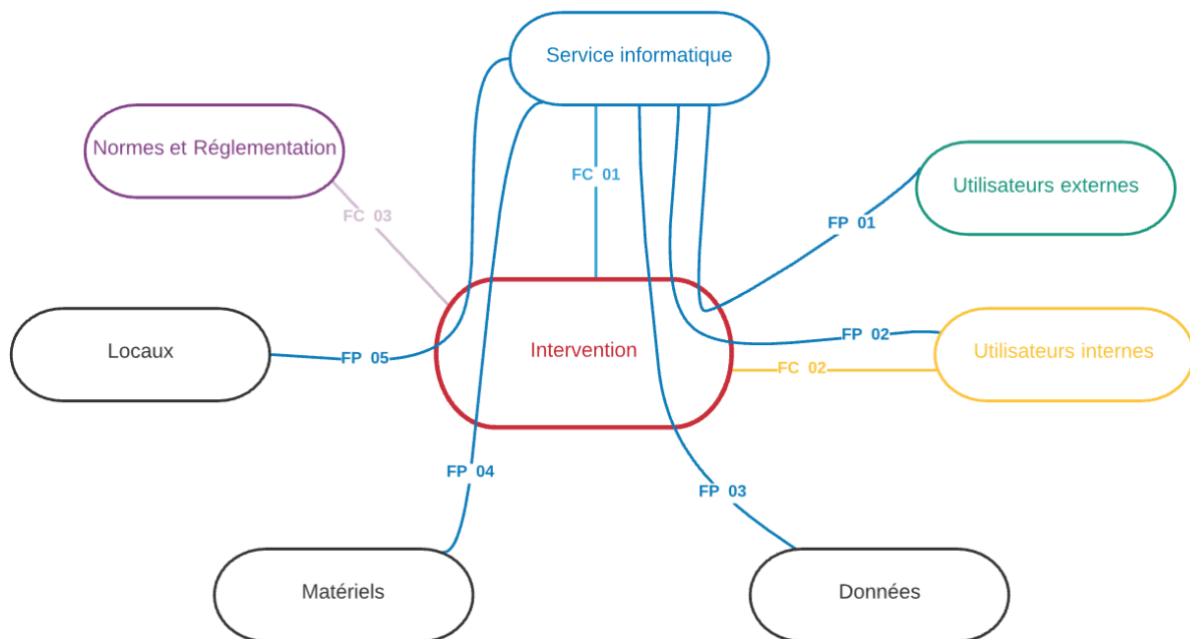 Service informatique
Normes et Réglementation
FC 01
Utilisateurs externes
FC 03
FP 01
FP 02
Locaux
FP 05
Intervention
Utilisateurs internes
FC 02
FP 04
FP 03
Matériels
Données